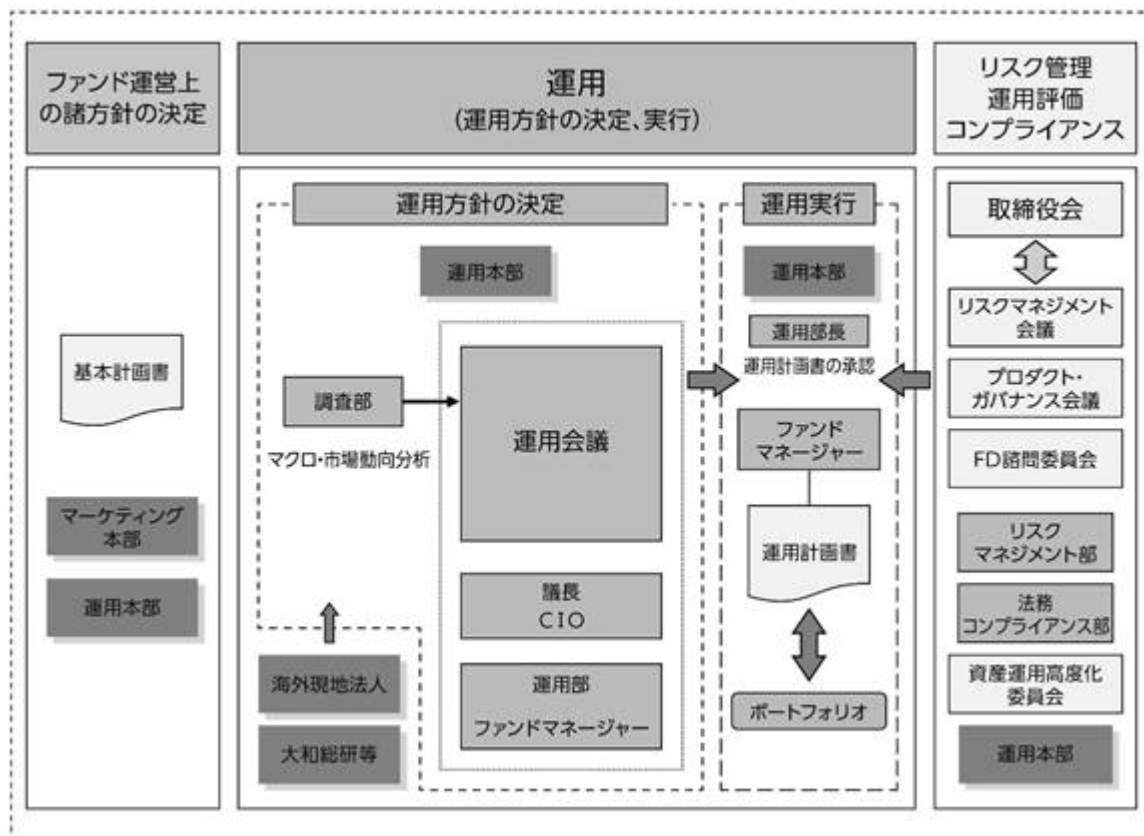 ファンド運営上
の諸方針の決定
運用
(運用方針の決定、実行)
リスク管理
運用評価
コンプライアンス
基本計画書
マーケティング
本部
運用本部
運用方針の決定
運用本部
調査部
マクロ・市場動向分析
運用会議
議長
CIO
運用部
ファンドマネージャー
海外現地法人
大和総研等
運用実行
運用本部
運用部長
運用計画書の承認
ファンド
マネージャー
運用計画書
ポートフォリオ
取締役会
リスクマネジメント
会議
プロダクト・
ガバナンス会議
FD諮問委員会
リスク
マネジメント部
法務
コンプライアンス部
資産運用高度化
委員会
運用本部